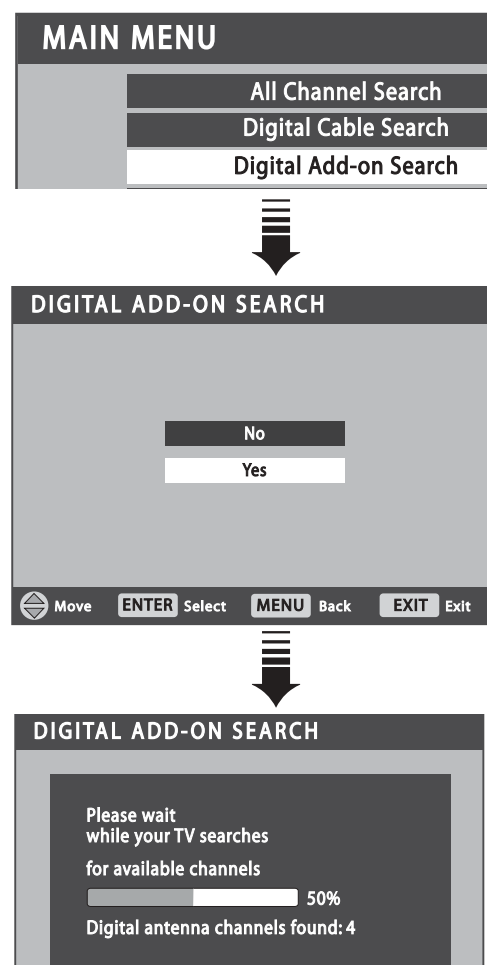 MAIN MENU
All Channel Search
Digital Cable Search
Digital Add-on Search
DIGITAL ADD-ON SEARCH
No
Yes
Move ENTER Select MENU Back EXIT Exit
DIGITAL ADD-ON SEARCH
Please wait
while your TV searches
for available channels
50%
Digital antenna channels found: 4